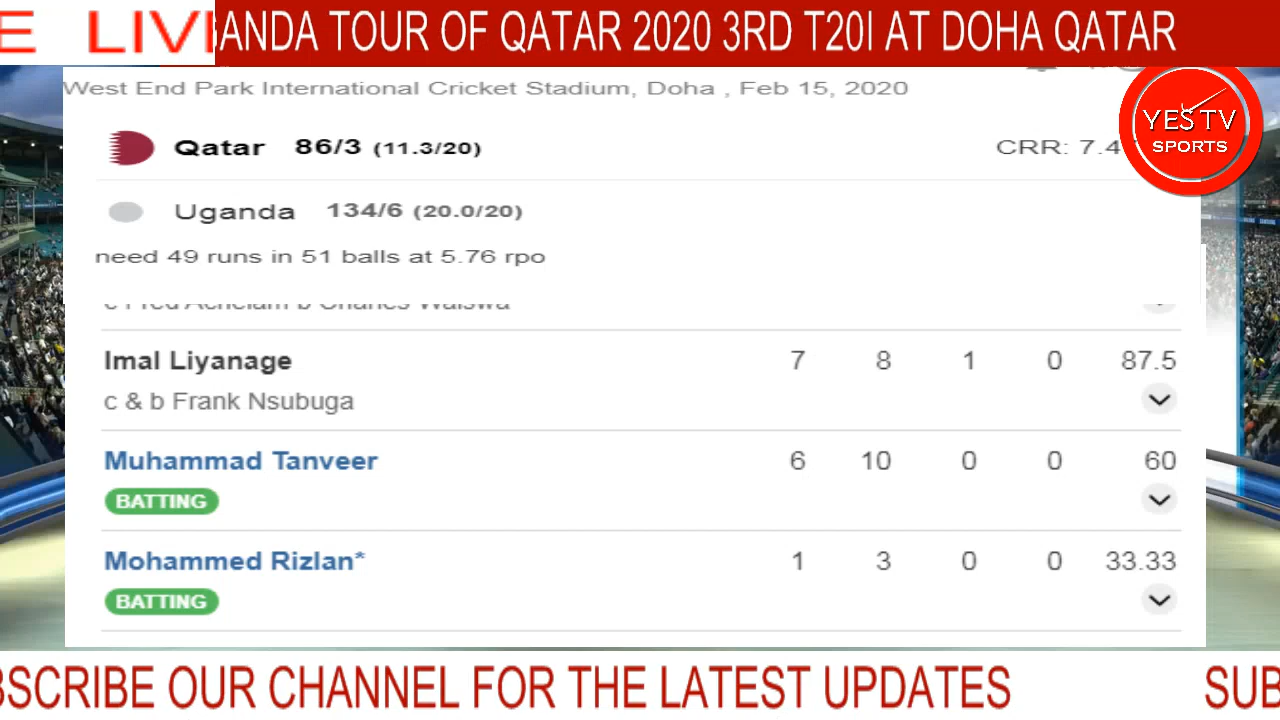 LIVE
ANDA TOUR OF QATAR 2020 3RD T20I AT DOHA QATAR
West End Park International Cricket Stadium, Doha , Feb 15, 2020
YES TV
SPORTS
Qatar 86/3 (11.3/20) CRR: 7.4
Uganda 134/6 (20.0/20)
need 49 runs in 51 balls at 5.76 rpo
Imal Liyanage 7 8 1 0 87.5
c & b Frank Nsubuga
Muhammad Tanveer 6 10 0 0 60
BATTING
Mohammed Rizlan* 1 3 0 0 33.33
BATTING
BSCRIBE OUR CHANNEL FOR THE LATEST UPDATES SUB